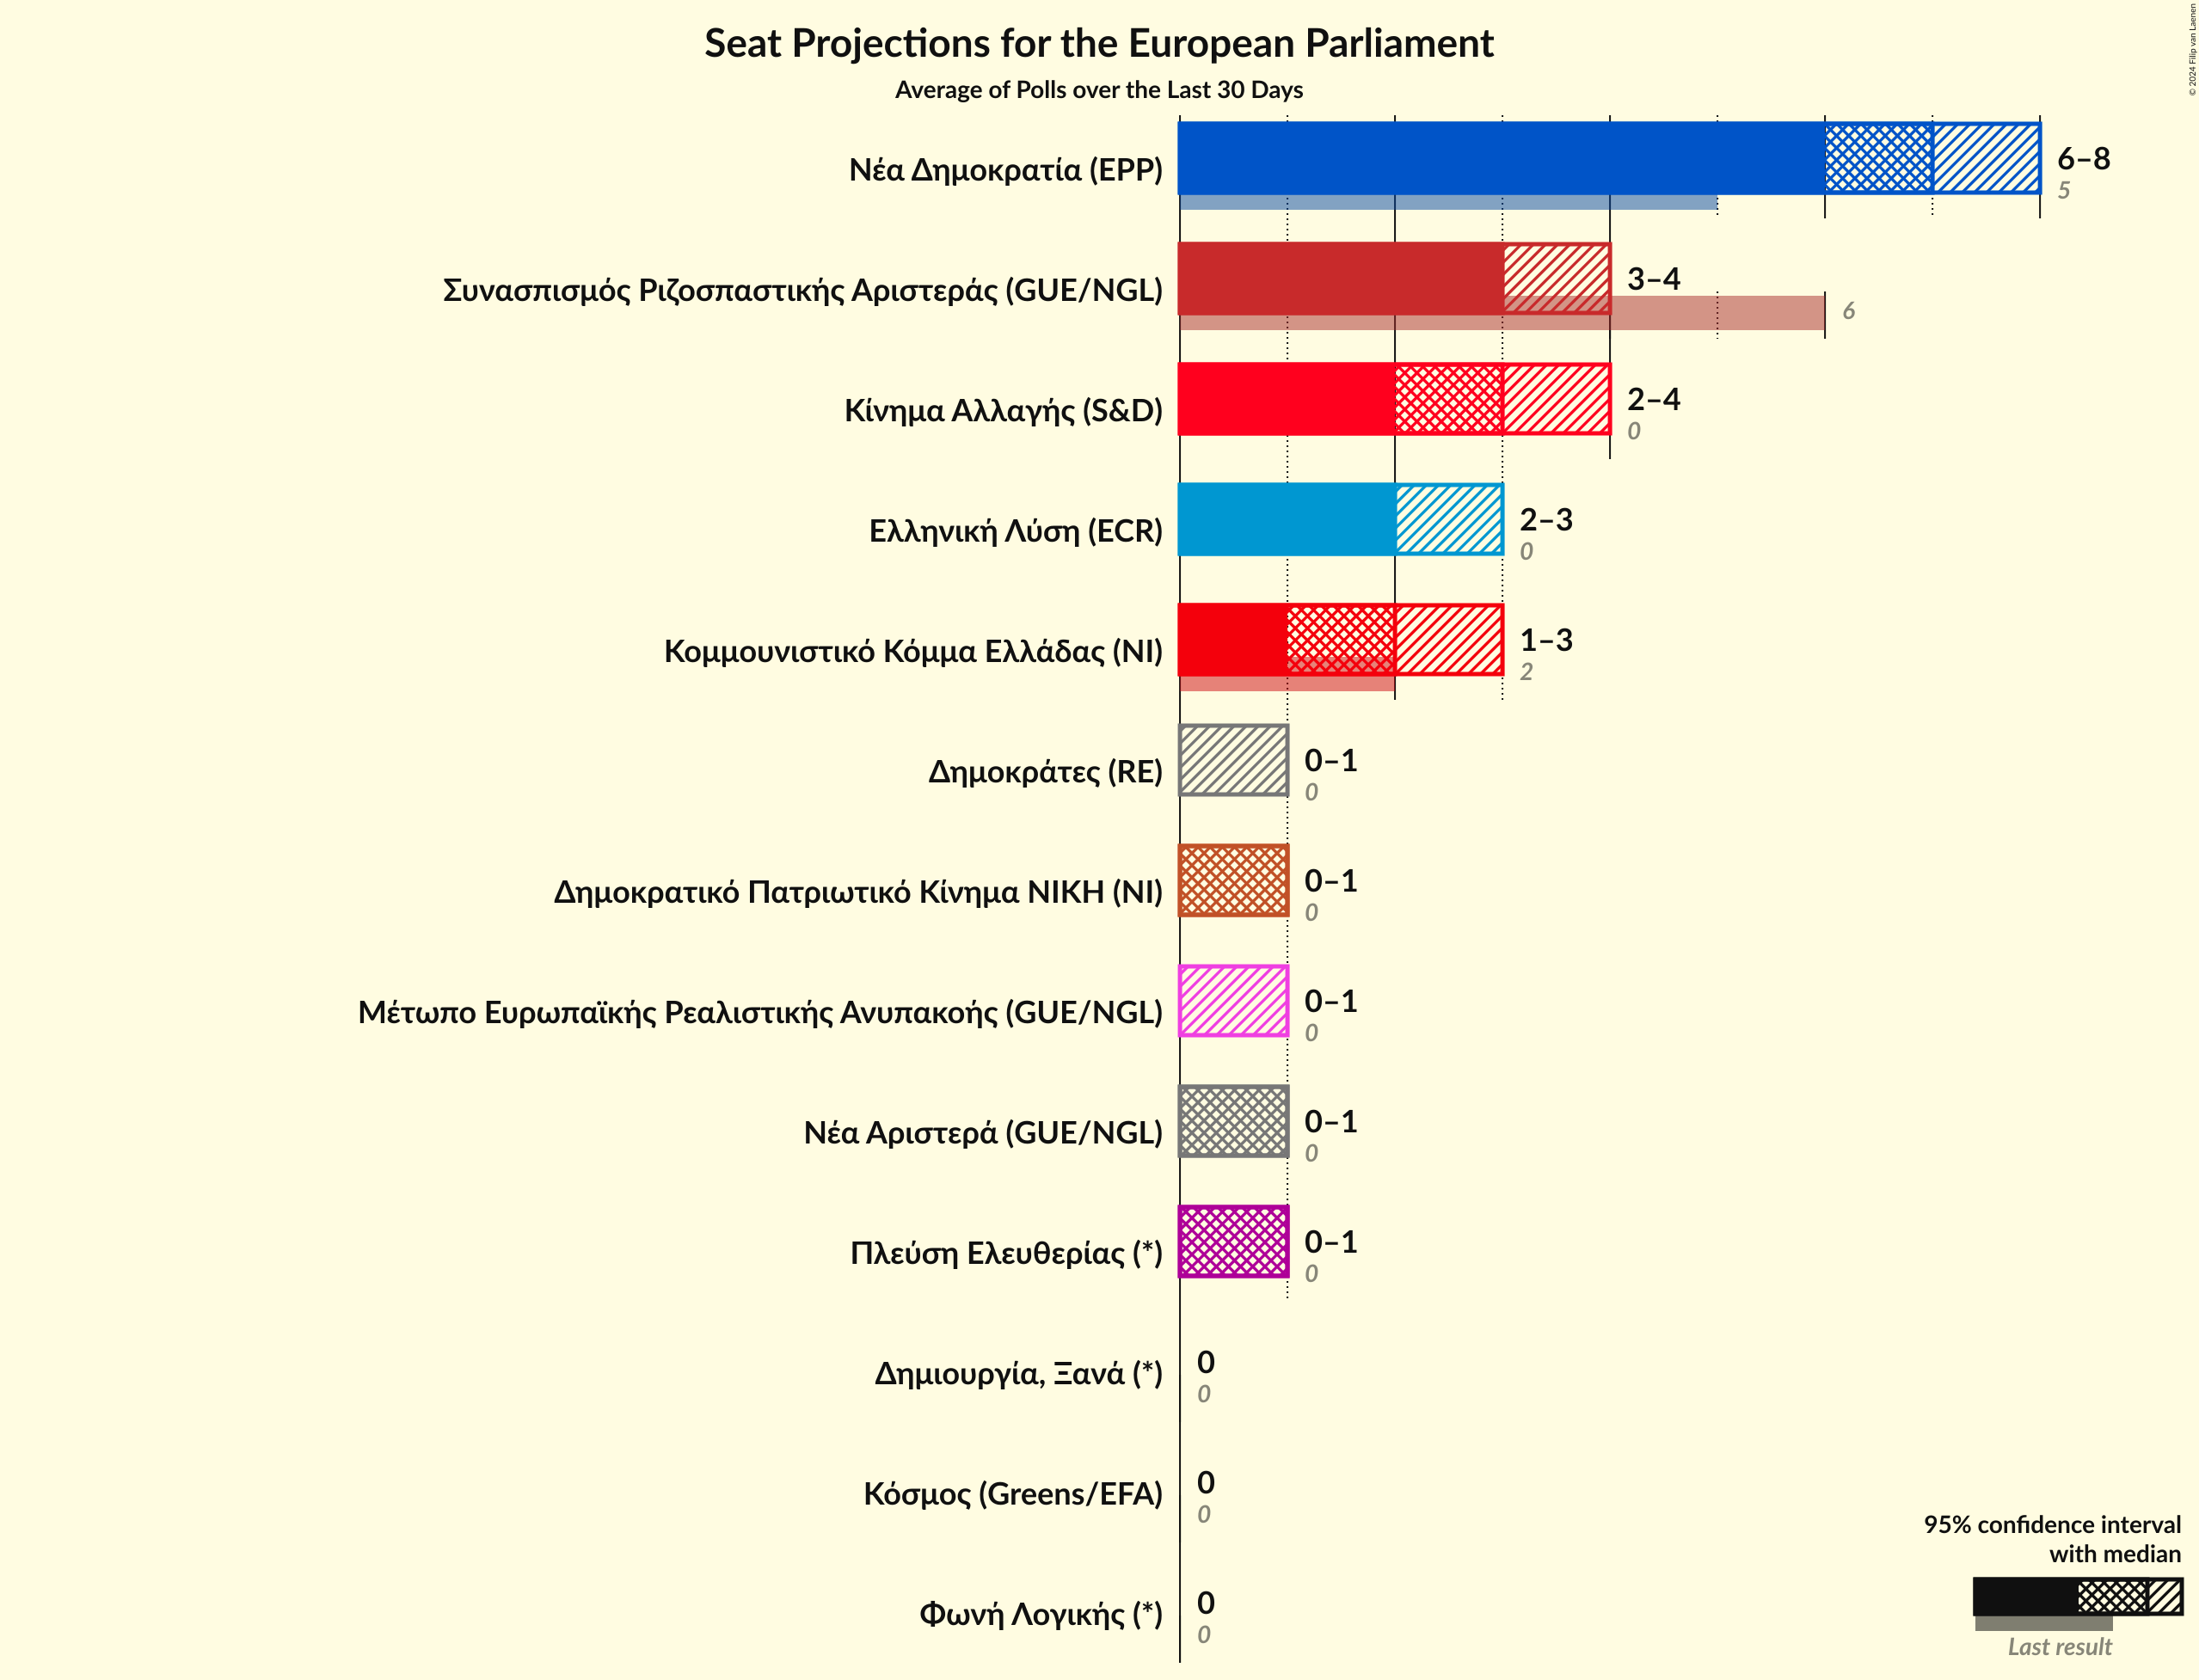 Seat Projections for the European Parliament
Average of Polls over the Last 30 Days
© 2024 Filip van Laenen
Νέα Δημοκρατία (EPP)
6–8
5
Συνασπισμός Ριζοσπαστικής Αριστεράς (GUE/NGL)
3–4
6
Κίνημα Αλλαγής (S&D)
2–4
0
Ελληνική Λύση (ECR)
2–3
0
Κομμουνιστικό Κόμμα Ελλάδας (NI)
1–3
2
Δημοκράτες (RE)
0–1
0
Δημοκρατικό Πατριωτικό Κίνημα ΝΙΚΗ (NI)
0–1
0
Μέτωπο Ευρωπαϊκής Ρεαλιστικής Ανυπακοής (GUE/NGL)
0–1
0
Νέα Αριστερά (GUE/NGL)
0–1
0
Πλεύση Ελευθερίας (*)
0–1
0
Δημιουργία, Ξανά (*)
0
0
Κόσμος (Greens/EFA)
0
0
Φωνή Λογικής (*)
0
0
95% confidence interval
with median
Last result